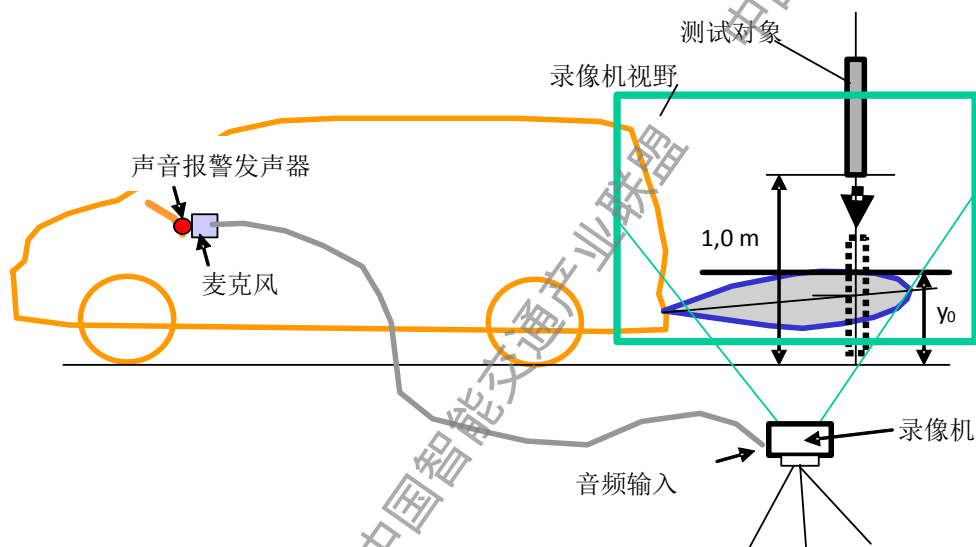 测试对象
录像机视野
声音报警发声器
麦克风
1,0 m
y₀
录像机
音频输入
中国智能交通产业联盟
中国